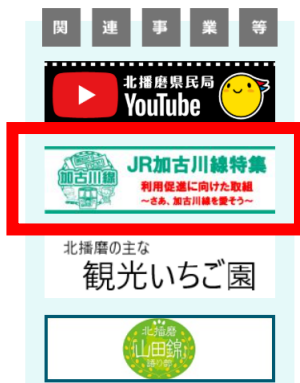 関連事業等
北播磨県民局
YouTube
加古川線
JR加古川線特集
利用促進に向けた取組
～さあ、加古川線を愛そう～
北播磨の主な
観光いちご園
北播磨
山田錦